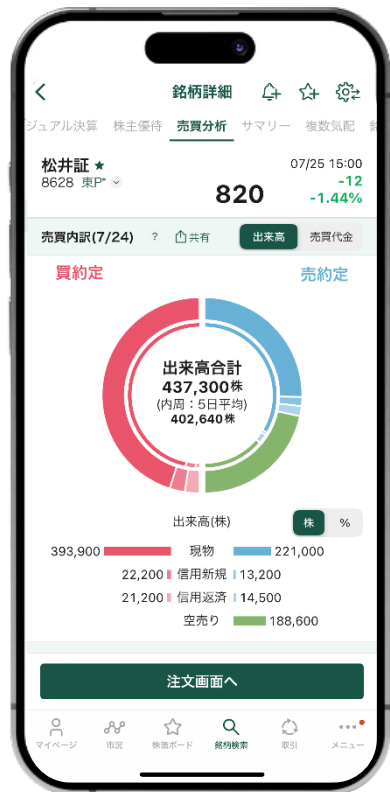 銘柄詳細
ジュアル決算 株主優待 売買分析 サマリー 複数気配
松井証 ★ 07/25 15:00
8628 東P* 820 -12
-1.44%
売買内訳(7/24) ? 共有 出来高 売買代金
買約定 売約定
出来高合計
437,300株
(内周：5日平均)
402,640株
出来高(株) 株 %
393,900 現物 221,000
22,200 信用新規 13,200
21,200 信用返済 14,500
空売り 188,600
注文画面へ
マイページ 市況 株価ボード 銘柄検索 取引 メニュー